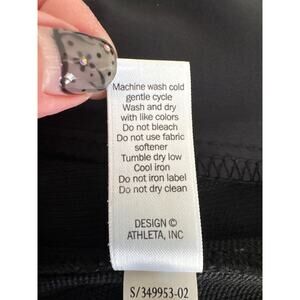 Machine wash cold
gentle cycle
Wash and dry
with like colors
Do not bleach
Do not use fabric
softener
Tumble dry low
Cool iron
Do not iron label
Do not dry clean
DESIGN ©
ATHLETA, INC
S/349953-02